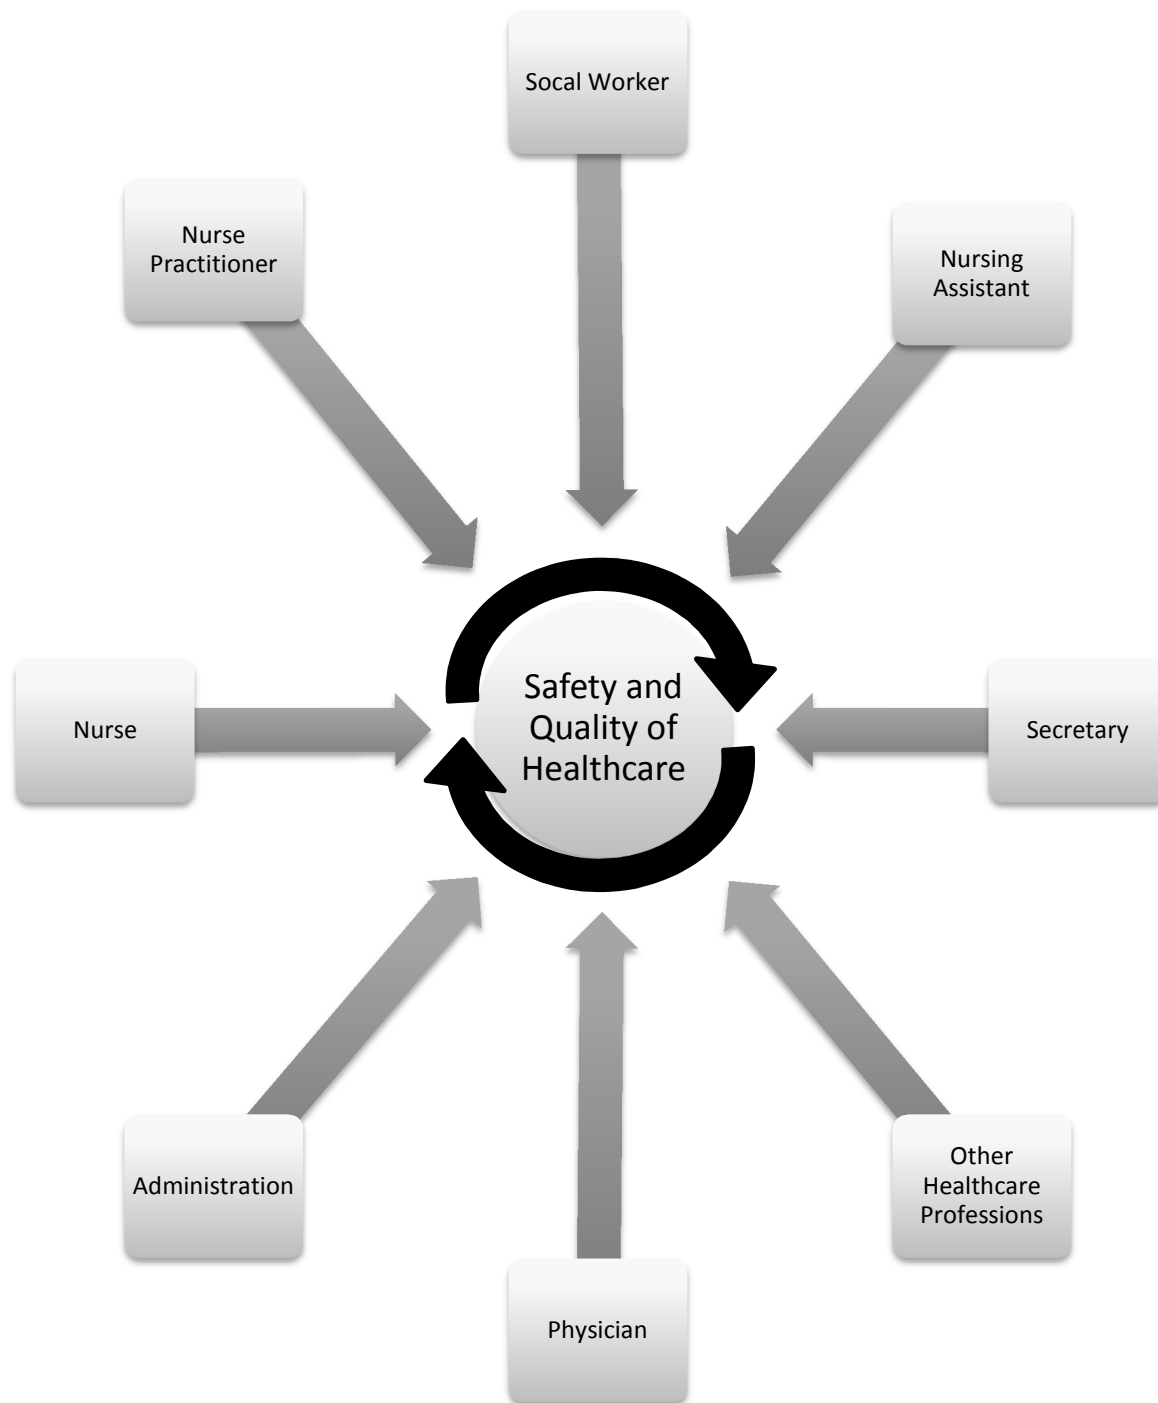 Socal Worker
Nurse
Practitioner
Nursing
Assistant
Safety and
Quality of
Healthcare
Nurse
Secretary
Administration
Other
Healthcare
Professions
Physician